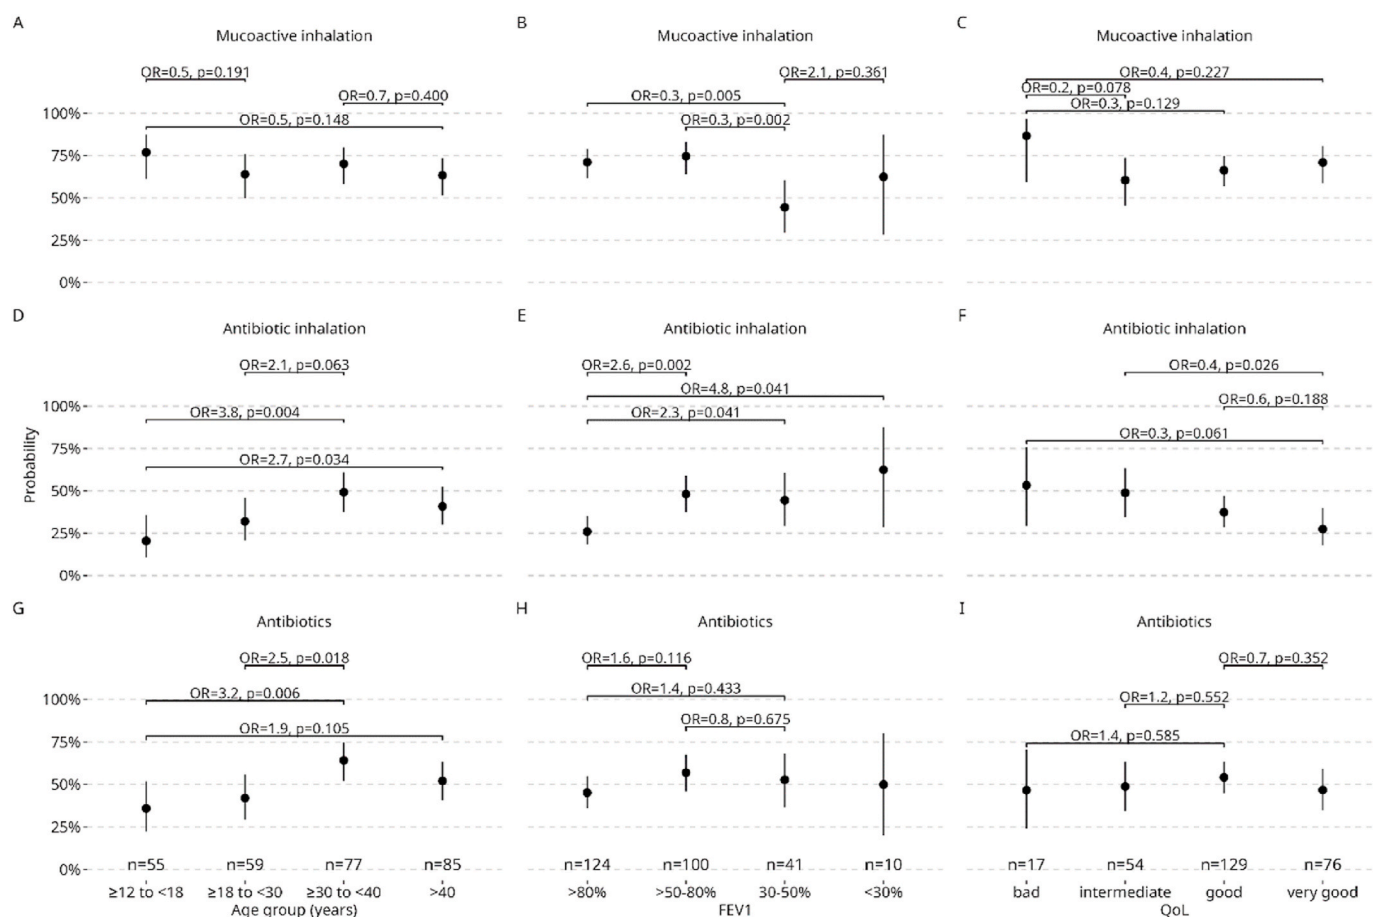 A
Mucoactive inhalation
OR=0.5, p=0.191
OR=0.7, p=0.400
OR=0.5, p=0.148
100%
75%
50%
25%
0%
B
Mucoactive inhalation
OR=2.1, p=0.361
OR=0.3, p=0.005
OR=0.3, p=0.002
C
Mucoactive inhalation
OR=0.4, p=0.227
OR=0.2, p=0.078
OR=0.3, p=0.129
D
Antibiotic inhalation
OR=2.1, p=0.063
OR=3.8, p=0.004
OR=2.7, p=0.034
100%
75%
50%
25%
0%
Probability
E
Antibiotic inhalation
OR=2.6, p=0.002
OR=4.8, p=0.041
OR=2.3, p=0.041
F
Antibiotic inhalation
OR=0.4, p=0.026
OR=0.6, p=0.188
OR=0.3, p=0.061
G
Antibiotics
OR=2.5, p=0.018
OR=3.2, p=0.006
OR=1.9, p=0.105
100%
75%
50%
25%
0%
n=55 n=59 n=77 n=85
≥12 to <18 ≥18 to <30 ≥30 to <40 >40
Age group (years)
H
Antibiotics
OR=1.6, p=0.116
OR=1.4, p=0.433
OR=0.8, p=0.675
n=124 n=100 n=41 n=10
>80% >50-80% 30-50% <30%
FEV1
I
Antibiotics
OR=0.7, p=0.352
OR=1.2, p=0.552
OR=1.4, p=0.585
n=17 n=54 n=129 n=76
bad intermediate good very good
QoL